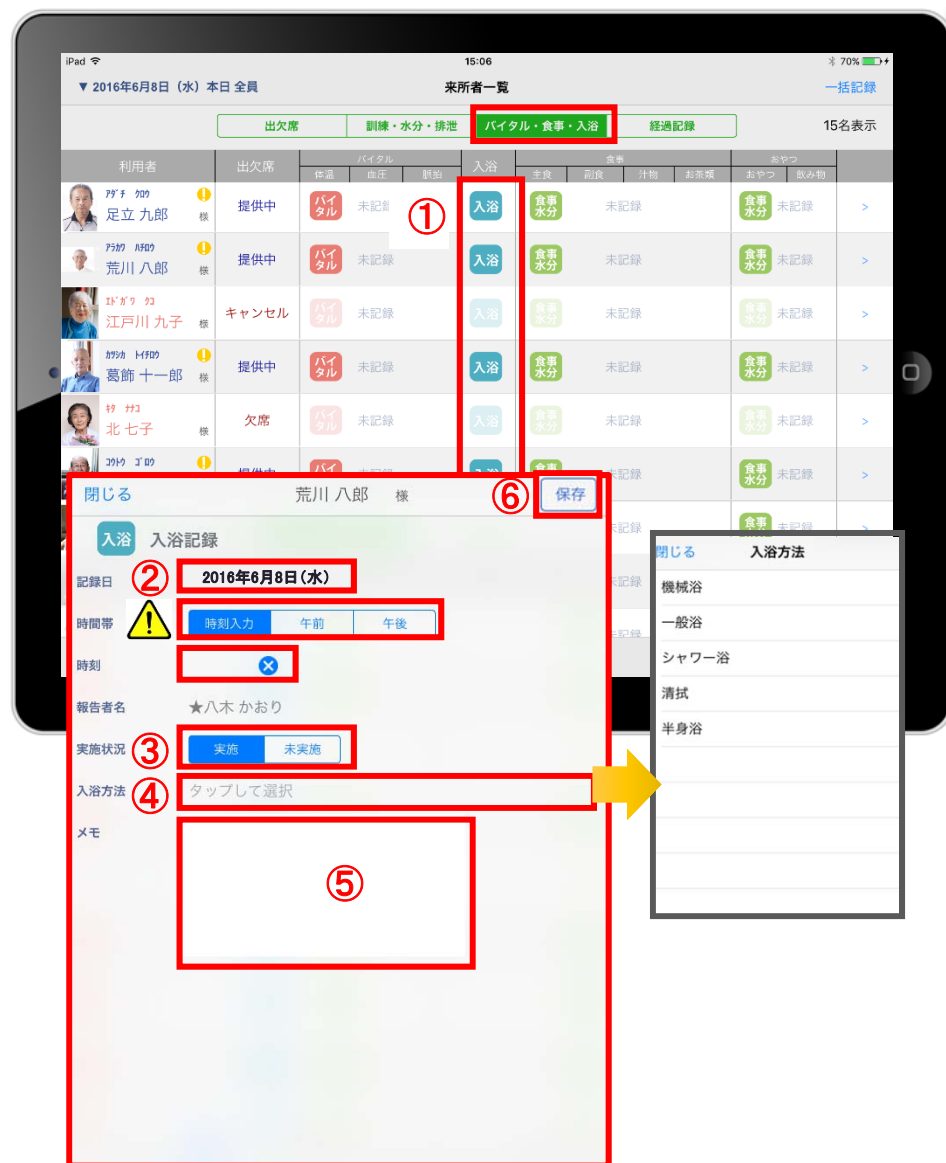 iPad 15:06 70%
▼ 2016年6月8日（水）本日 全員 来所者一覧 一括記録
出欠席 訓練・水分・排泄 バイタル・食事・入浴 経過記録 15名表示
利用者 出欠席 バイタル 入浴 食事 おやつ
体温 血圧 脈拍 主食 副食 汁物 お茶類 おやつ 飲み物
ｱﾀﾞﾁ ｸﾛｳ
足立 九郎 様 提供中 バイタル ① 入浴 食事水分 未記録 食事水分 未記録 >
ｱﾗｶﾜ ﾊﾁﾛｳ
荒川 八郎 様 提供中 バイタル 未記録 入浴 食事水分 未記録 食事水分 未記録 >
ｴﾄﾞｶﾞﾜ ｸｺ
江戸川 九子 様 キャンセル バイタル 未記録 入浴 食事水分 未記録 食事水分 未記録 >
ｶﾂｼｶ ﾄｲﾁﾛｳ
葛飾 十一郎 様 提供中 バイタル 未記録 入浴 食事水分 未記録 食事水分 未記録 >
ｷﾀ ﾅﾅｺ
北 七子 様 欠席 バイタル 未記録 入浴 食事水分 未記録 食事水分 未記録 >
ｺｳﾄｳ ｺﾞﾛｳ
食事水分 未記録 >
閉じる 荒川 八郎 様 ⑥ 保存
入浴 入浴記録
記録日 ② 2016年6月8日（水）
時間帯 時刻入力 午前 午後
時刻
報告者名 ★八木 かおり
実施状況 ③ 実施 未実施
入浴方法 ④ タップして選択
メモ
⑤
閉じる 入浴方法
機械浴
一般浴
シャワー浴
清拭
半身浴